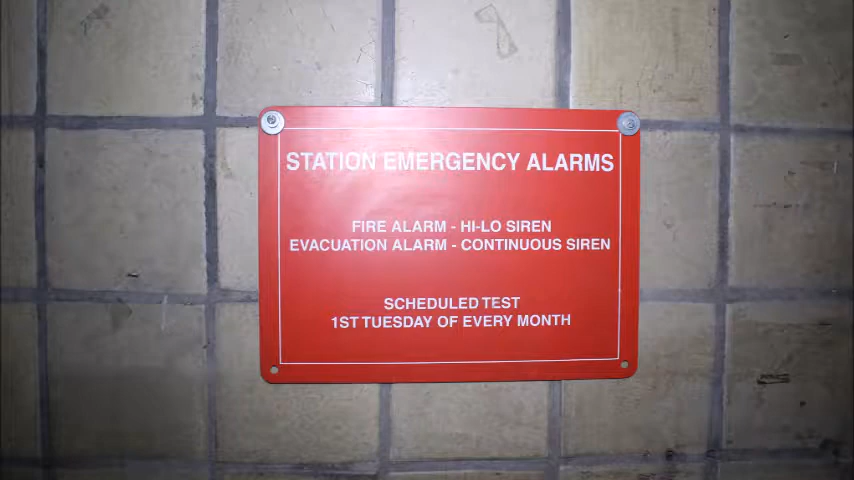 STATION EMERGENCY ALARMS
FIRE ALARM - HI-LO SIREN
EVACUATION ALARM - CONTINUOUS SIREN
SCHEDULED TEST
1ST TUESDAY OF EVERY MONTH